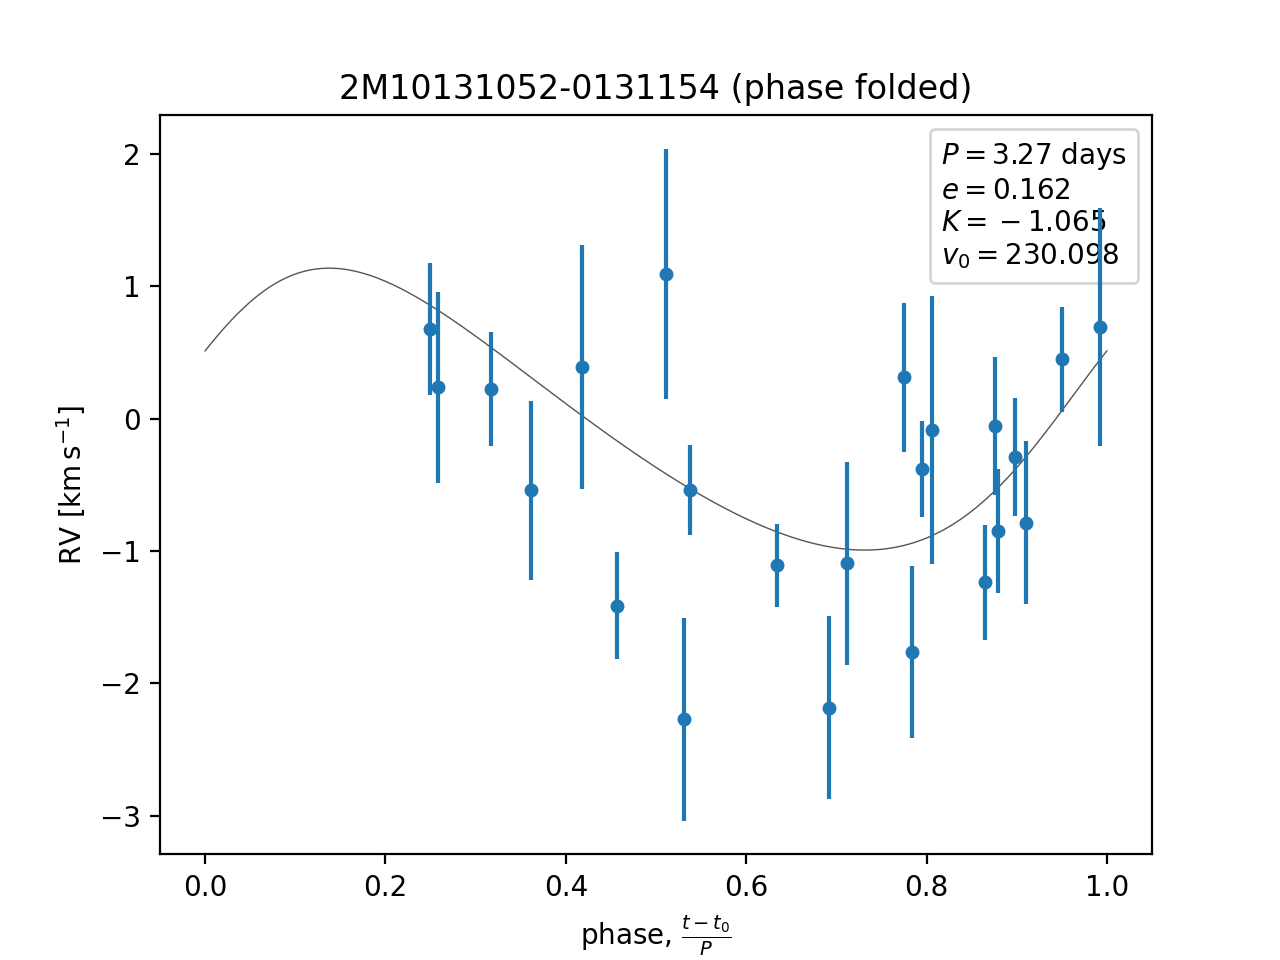 2M10131052-0131154 (phase folded)
P = 3.27 days
e = 0.162
K = −1.065
v₀ = 230.098
RV [km s⁻¹]
2
1
0
−1
−2
−3
0.0 0.2 0.4 0.6 0.8 1.0
phase, (t − t₀)/P